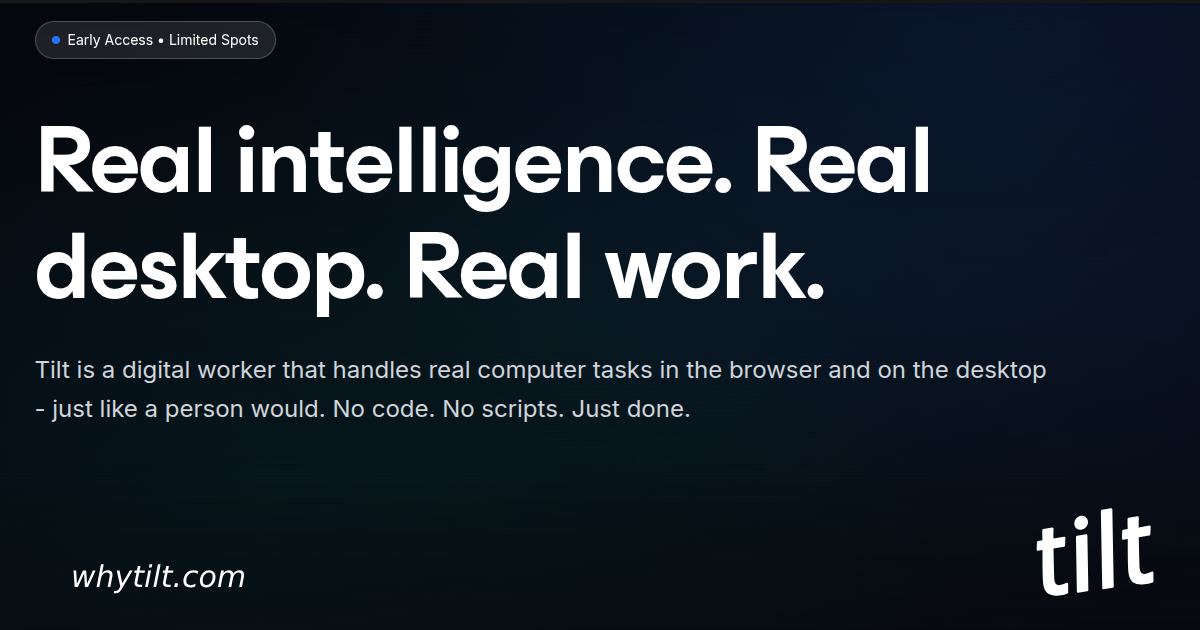 Early Access • Limited Spots
Real intelligence. Real
desktop. Real work.
Tilt is a digital worker that handles real computer tasks in the browser and on the desktop
- just like a person would. No code. No scripts. Just done.
whytilt.com
tilt